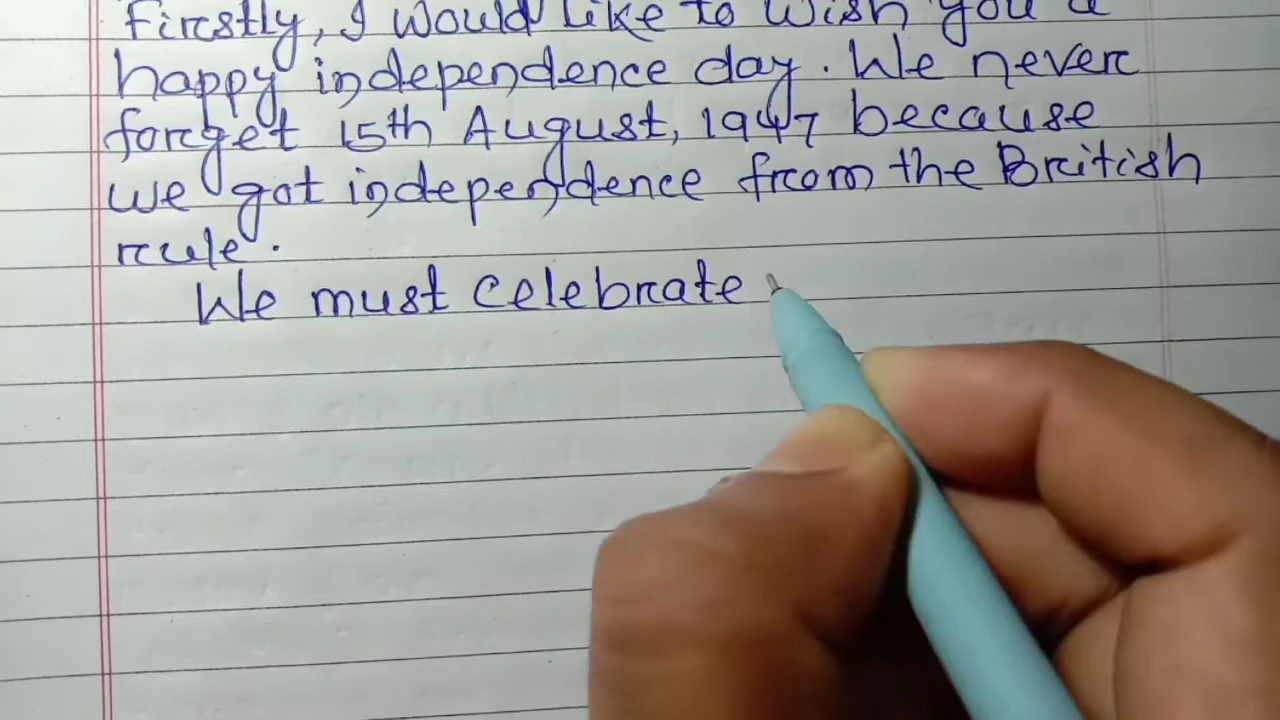 Firstly, I would like to wish you a
happy independence day. We never
forget 15th August, 1947 because
we got independence from the British
rule.
We must celebrate